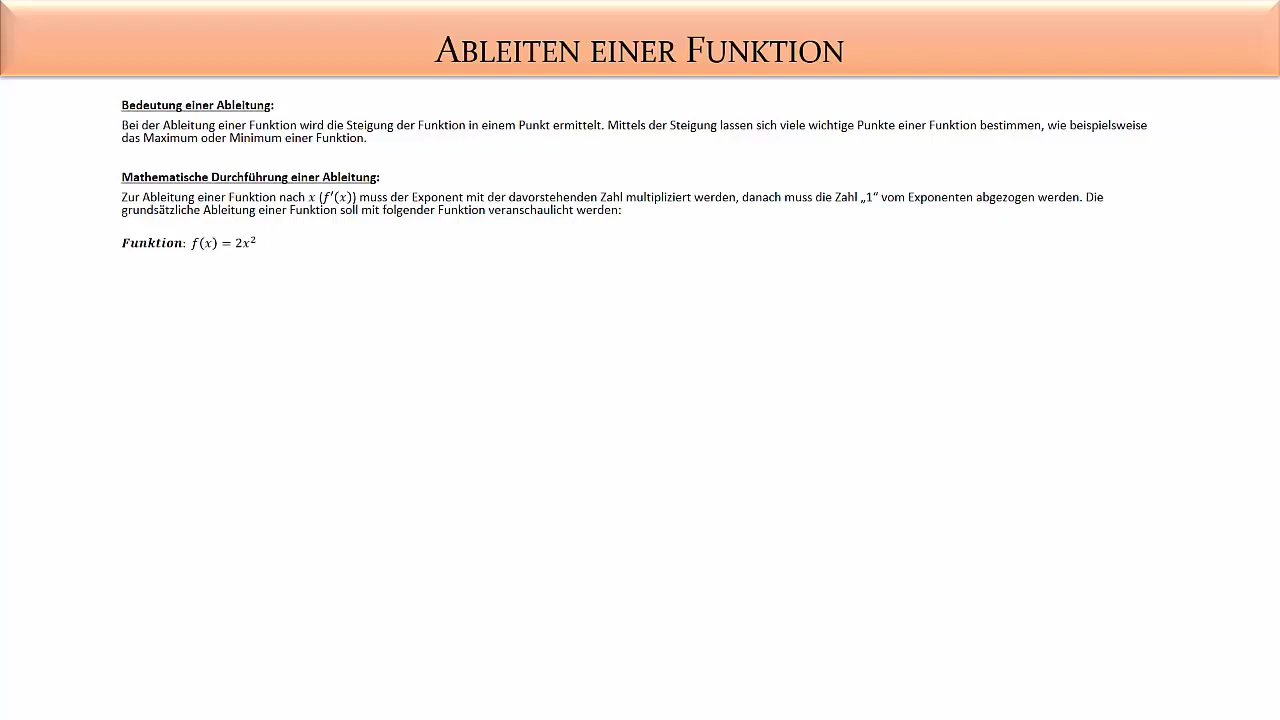 ABLEITEN EINER FUNKTION
Bedeutung einer Ableitung:
Bei der Ableitung einer Funktion wird die Steigung der Funktion in einem Punkt ermittelt. Mittels der Steigung lassen sich viele wichtige Punkte einer Funktion bestimmen, wie beispielsweise
das Maximum oder Minimum einer Funktion.
Mathematische Durchführung einer Ableitung:
Zur Ableitung einer Funktion nach x (f′(x)) muss der Exponent mit der davorstehenden Zahl multipliziert werden, danach muss die Zahl „1“ vom Exponenten abgezogen werden. Die
grundsätzliche Ableitung einer Funktion soll mit folgender Funktion veranschaulicht werden:
Funktion: f(x) = 2x²